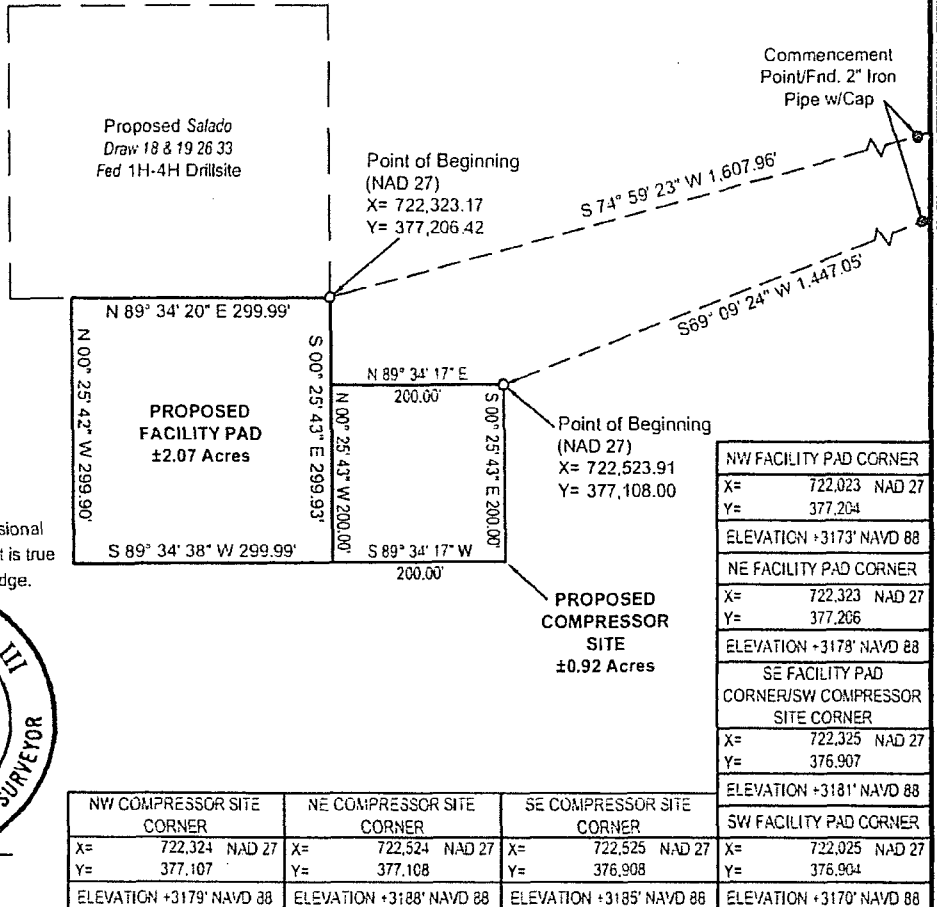 Commencement
Point/Fnd. 2" Iron
Pipe w/Cap
Proposed Salado
Draw 18 & 19 26 33
Fed 1H-4H Drillsite
Point of Beginning
(NAD 27)
X= 722,323.17
Y= 377,206.42
S 74° 59' 23" W 1,607.96'
S69° 09' 24" W 1.447.05'
N 89° 34' 20" E 299.99'
N 00° 25' 42" W 299.90'
PROPOSED
FACILITY PAD
±2.07 Acres
S 00° 25' 43" E 299.93'
S 89° 34' 38" W 299.99'
N 89° 34' 17" E
200.00'
N 00° 25' 43" W 200.00'
S 00° 25' 43" E 200.00'
S 89° 34' 17" W
200.00'
Point of Beginning
(NAD 27)
X= 722,523.91
Y= 377,108.00
PROPOSED
COMPRESSOR
SITE
±0.92 Acres
sional
t is true
dge.
III
SURVEYOR
NW FACILITY PAD CORNER
X= 722,023 NAD 27
Y= 377,204
ELEVATION +3173' NAVD 88
NE FACILITY PAD CORNER
X= 722,323 NAD 27
Y= 377,206
ELEVATION +3178' NAVD 88
SE FACILITY PAD
CORNER/SW COMPRESSOR
SITE CORNER
X= 722,325 NAD 27
Y= 376,907
ELEVATION +3181' NAVD 88
SW FACILITY PAD CORNER
X= 722,025 NAD 27
Y= 376,904
ELEVATION +3170' NAVD 88
NW COMPRESSOR SITE
CORNER
X= 722,324 NAD 27
Y= 377,107
ELEVATION +3179' NAVD 88
NE COMPRESSOR SITE
CORNER
X= 722,524 NAD 27
Y= 377,108
ELEVATION +3188' NAVD 88
SE COMPRESSOR SITE
CORNER
X= 722,525 NAD 27
Y= 376,908
ELEVATION +3185' NAVD 88